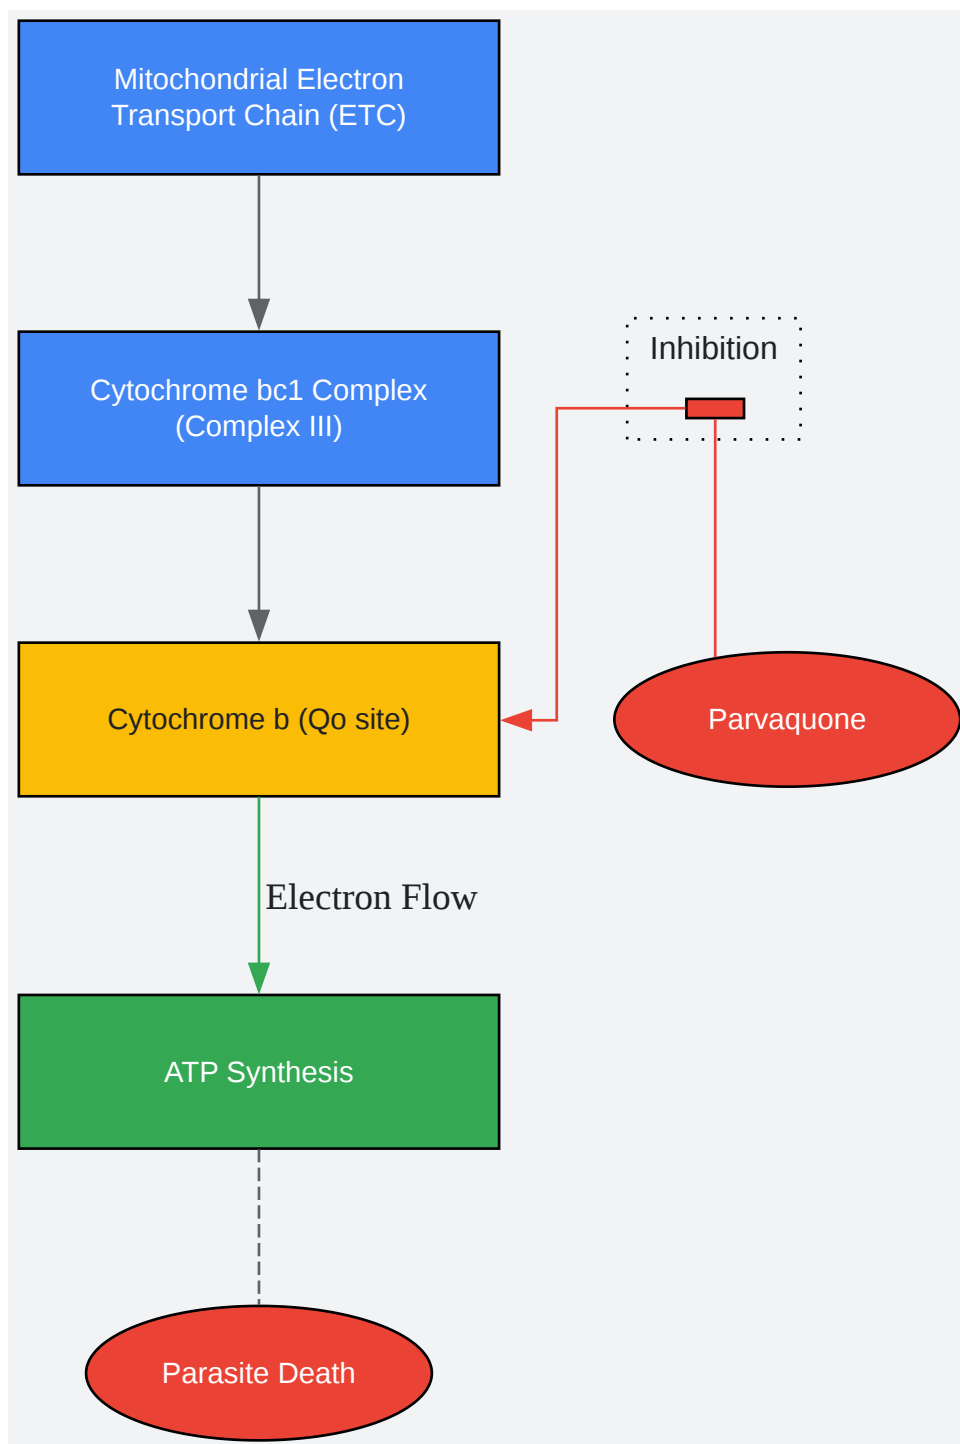 Mitochondrial Electron
Transport Chain (ETC)
Cytochrome bc1 Complex
(Complex III)
Inhibition
Cytochrome b (Qo site)
Parvaquone
Electron Flow
ATP Synthesis
Parasite Death